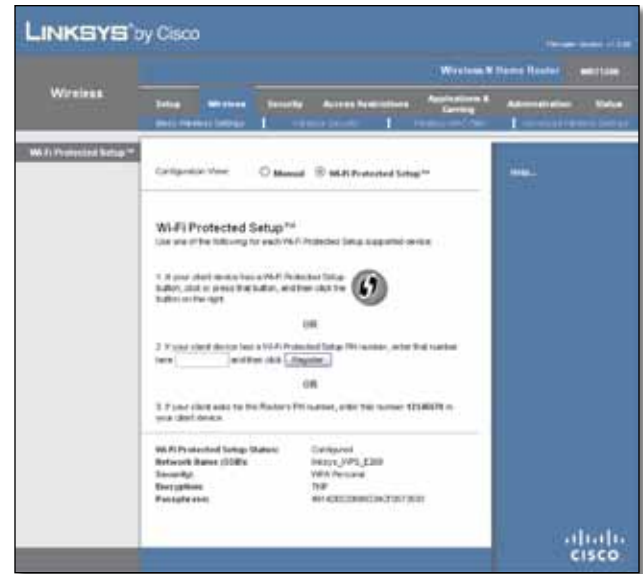 LINKSYS® by Cisco
Wireless-N Home Router
Wireless
Setup Wireless Security Access Restrictions Applications & Gaming Administration Status
Basic Wireless Settings
Wi-Fi Protected Setup™
Configuration View: Manual Wi-Fi Protected Setup™
Help...
Wi-Fi Protected Setup™
Use one of the following for each Wi-Fi Protected Setup supported device:
1. If your client device has a Wi-Fi Protected Setup
button, click or press that button, and then click the
button on the right.
OR
2. If your client device has a Wi-Fi Protected Setup PIN number, enter that number
here and then click Register
OR
3. If your client asks for the Router's PIN number, enter this number in
your client device.
Wi-Fi Protected Setup Status: Configured
Network Name (SSID):
Security: WPA Personal
Encryption: TKIP
Passphrase:
CISCO